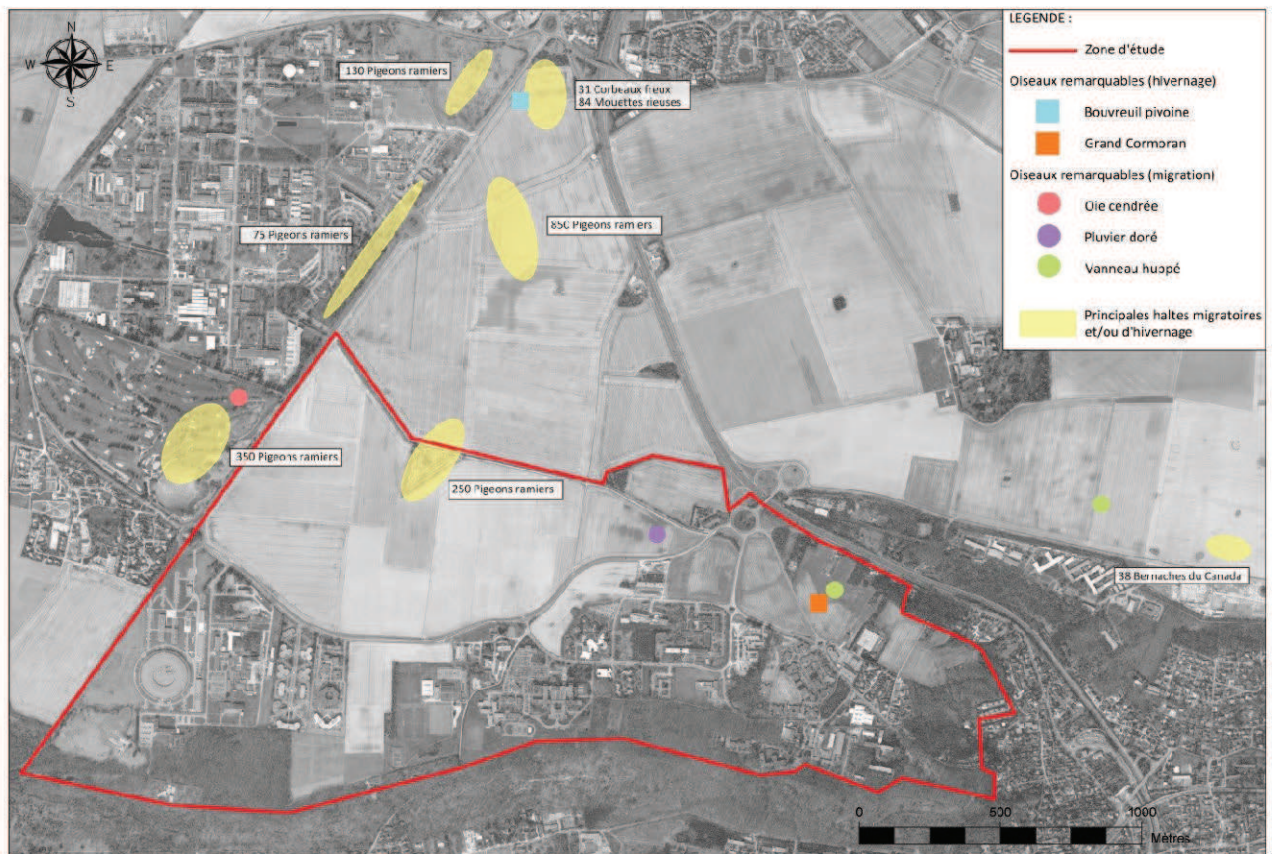 N
W E
S
130 Pigeons ramiers
31 Corbeaux freux
84 Mouettes rieuses
75 Pigeons ramiers
850 Pigeons ramiers
350 Pigeons ramiers
250 Pigeons ramiers
38 Bernaches du Canada
LEGENDE :
Zone d'étude
Oiseaux remarquables (hivernage)
Bouvreuil pivoine
Grand Cormoran
Oiseaux remarquables (migration)
Oie cendrée
Pluvier doré
Vanneau huppé
Principales haltes migratoires
et/ou d'hivernage
0 500 1000
Mètres